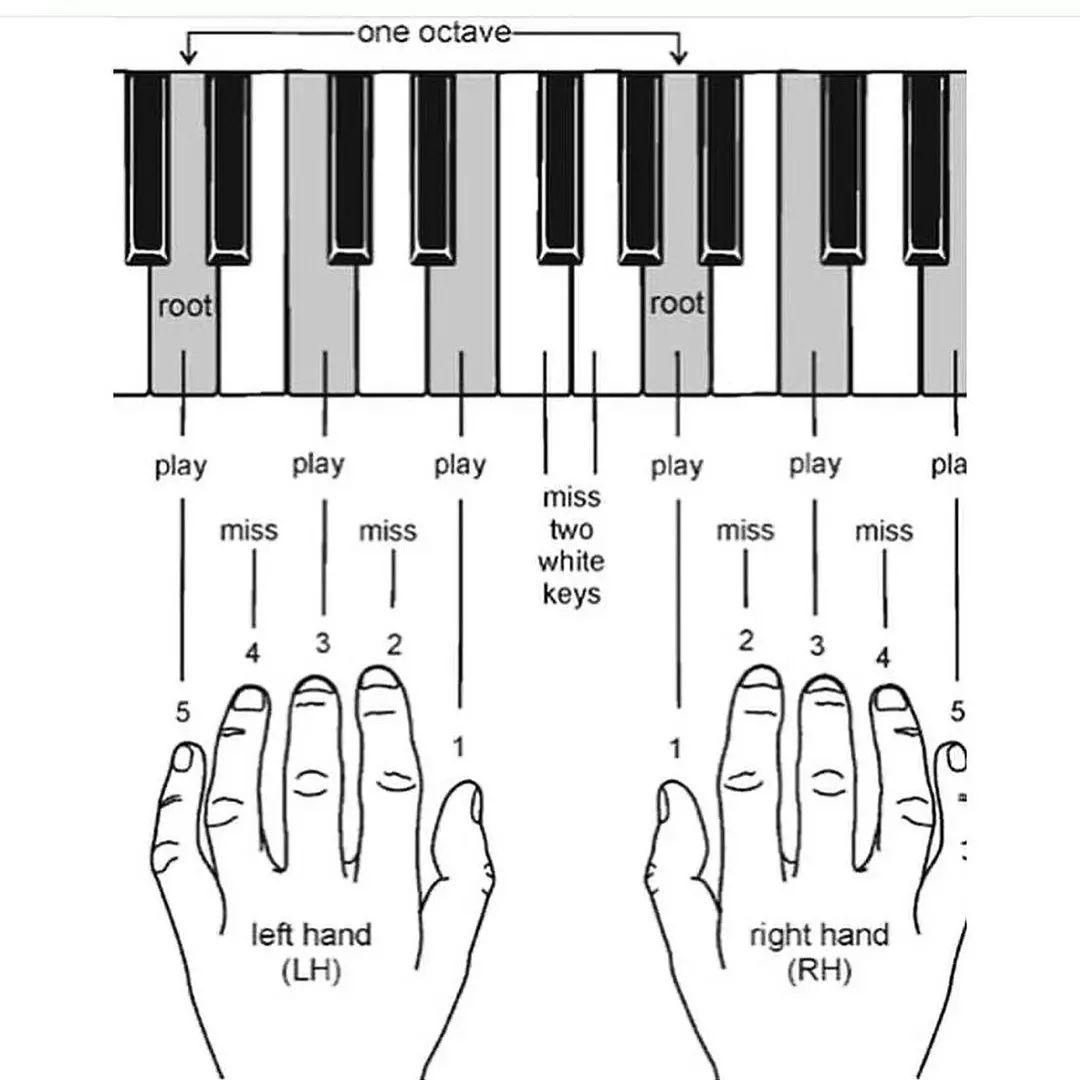 one octave
root
root
play
play
play
play
play
pla
miss
miss
miss
two
white
keys
miss
miss
5
4
3
2
1
1
2
3
4
5
left hand
(LH)
right hand
(RH)